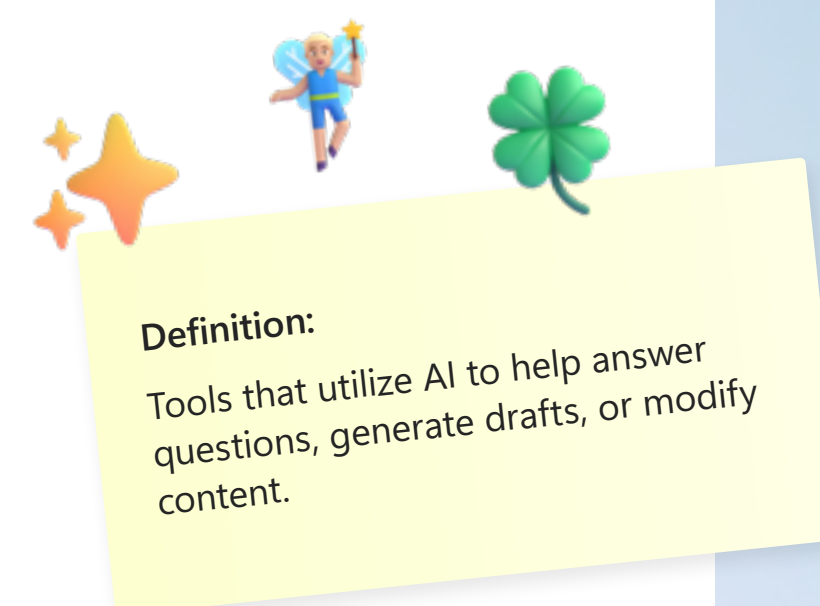 Definition:
Tools that utilize AI to help answer
questions, generate drafts, or modify
content.